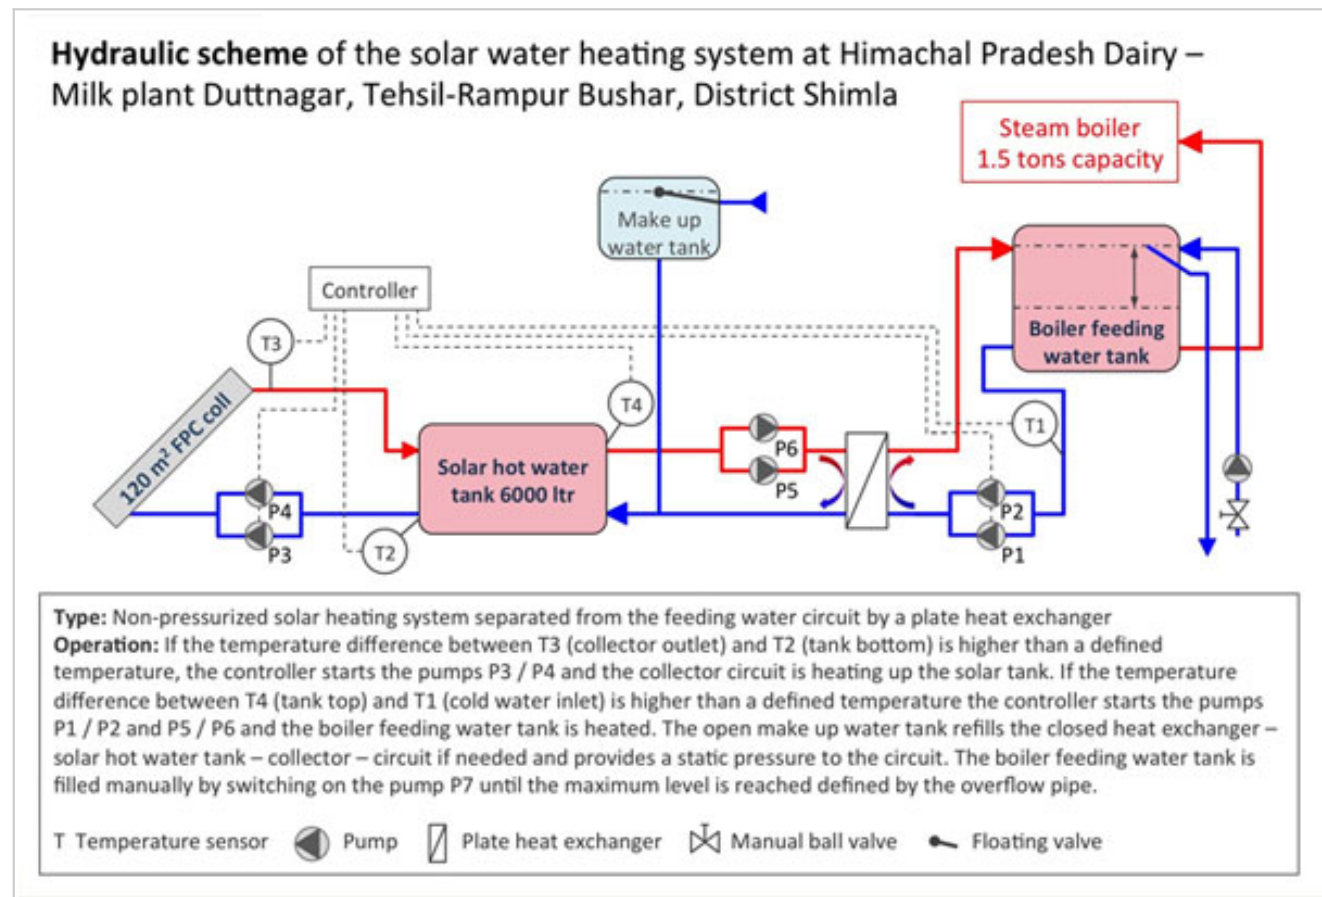 Hydraulic scheme of the solar water heating system at Himachal Pradesh Dairy –
Milk plant Duttnagar, Tehsil-Rampur Bushar, District Shimla
Steam boiler
1.5 tons capacity
Make up
water tank
Controller
T3
T4
Boiler feeding
water tank
T1
120 m² FPC coll
Solar hot water
tank 6000 ltr
P6
P5
P4
P3
T2
P2
P1
Type: Non-pressurized solar heating system separated from the feeding water circuit by a plate heat exchanger
Operation: If the temperature difference between T3 (collector outlet) and T2 (tank bottom) is higher than a defined
temperature, the controller starts the pumps P3 / P4 and the collector circuit is heating up the solar tank. If the temperature
difference between T4 (tank top) and T1 (cold water inlet) is higher than a defined temperature the controller starts the pumps
P1 / P2 and P5 / P6 and the boiler feeding water tank is heated. The open make up water tank refills the closed heat exchanger –
solar hot water tank – collector – circuit if needed and provides a static pressure to the circuit. The boiler feeding water tank is
filled manually by switching on the pump P7 until the maximum level is reached defined by the overflow pipe.
T Temperature sensor
Pump
Plate heat exchanger
Manual ball valve
Floating valve